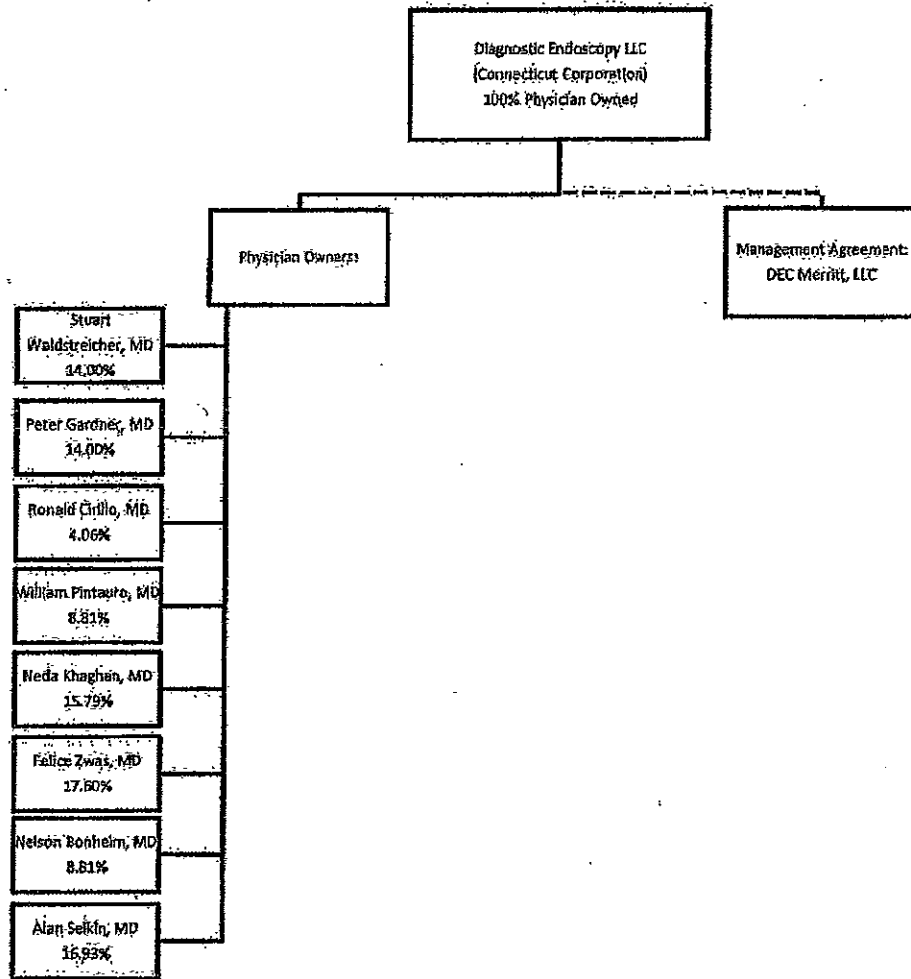 Diagnostic Endoscopy LLC
(Connecticut Corporation)
100% Physician Owned
Physician Owners:
Management Agreement:
DEC Merritt, LLC
Stuart
Waldstreicher, MD
14.00%
Peter Gardner, MD
14.00%
Ronald Cirillo, MD
4.06%
William Pintauro, MD
8.81%
Neda Khaghan, MD
15.79%
Felice Zwas, MD
17.60%
Nelson Bonheim, MD
8.81%
Alan Selkin, MD
16.93%